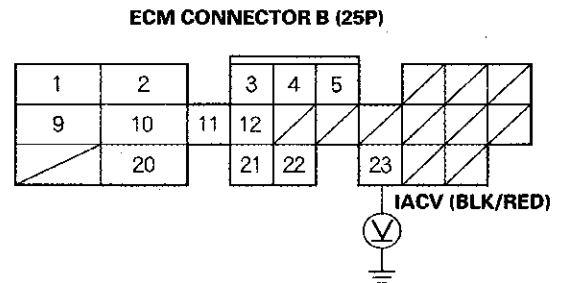 ECM CONNECTOR B (25P)
1 2 3 4 5
9 10 11 12
20 21 22 23
IACV (BLK/RED)
V